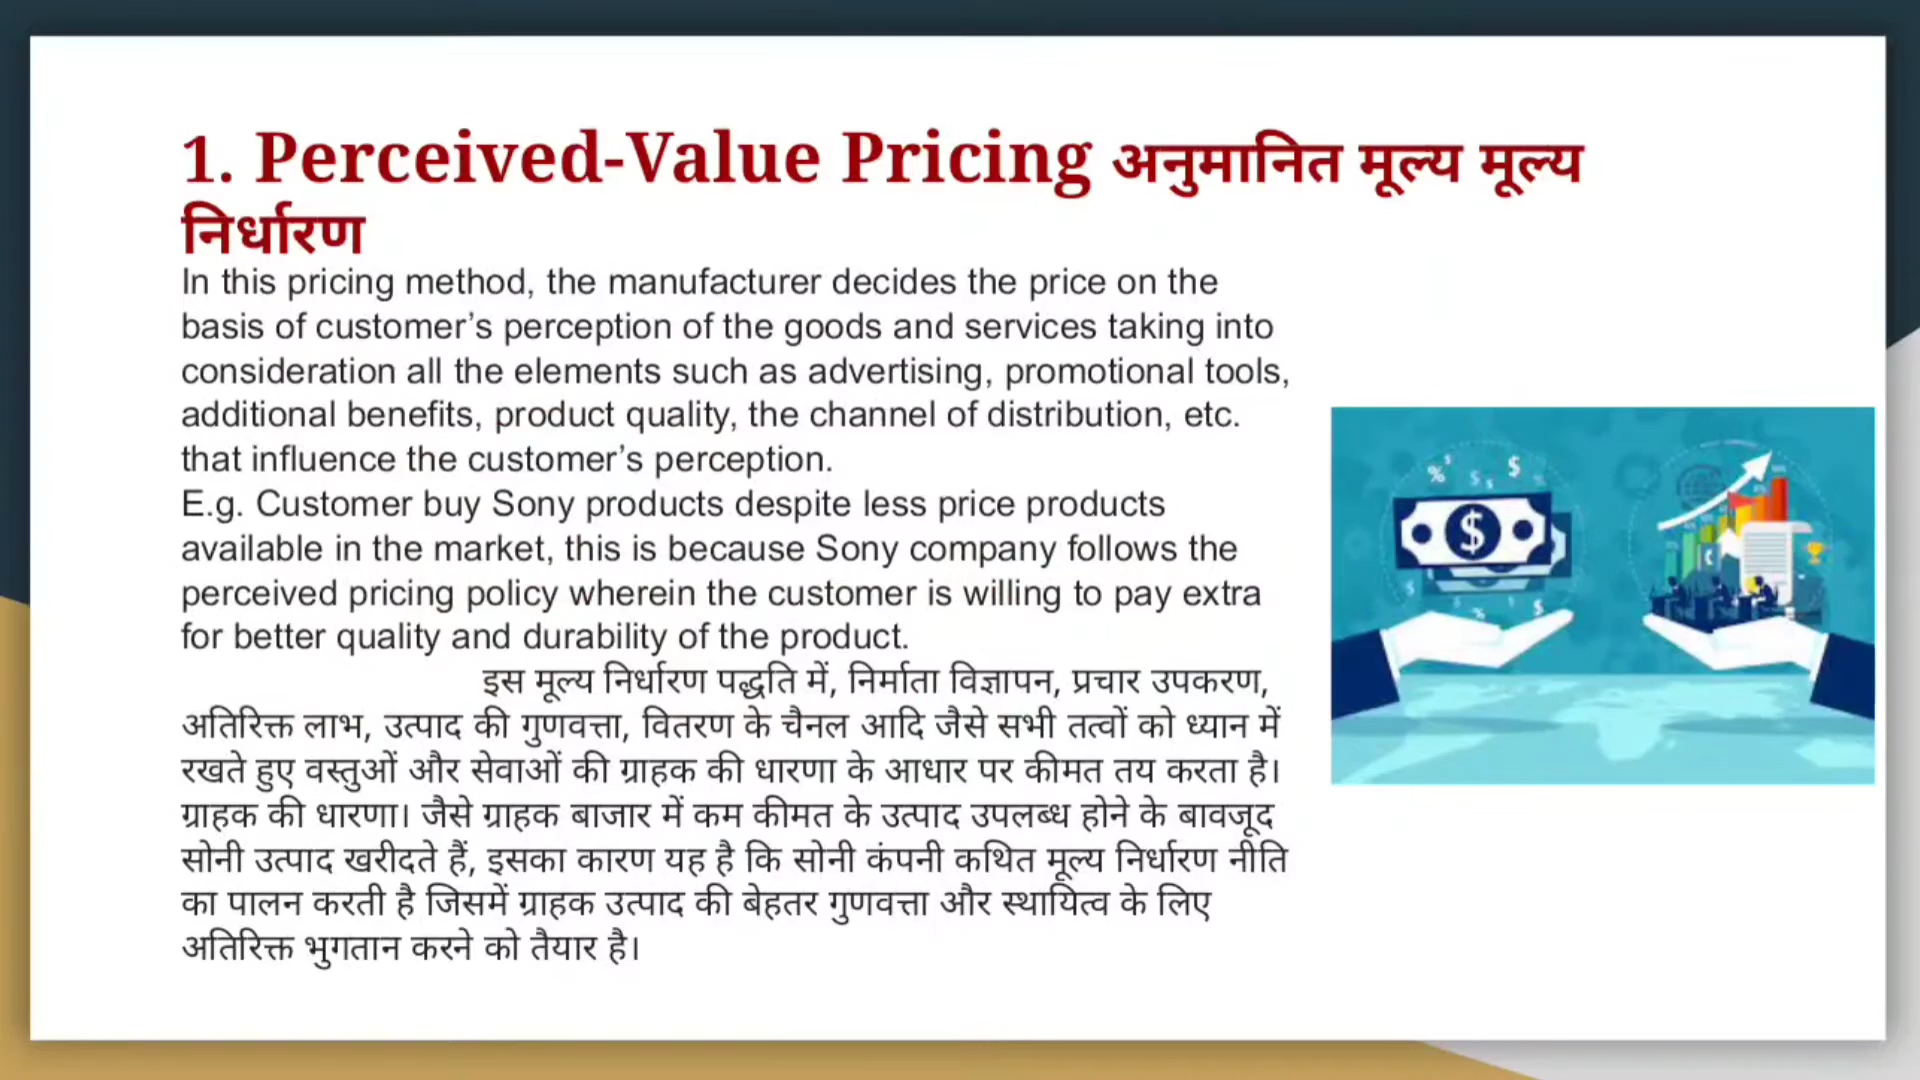 1. Perceived-Value Pricing अनुमानित मूल्य मूल्य
निर्धारण
In this pricing method, the manufacturer decides the price on the
basis of customer’s perception of the goods and services taking into
consideration all the elements such as advertising, promotional tools,
additional benefits, product quality, the channel of distribution, etc.
that influence the customer’s perception.
E.g. Customer buy Sony products despite less price products
available in the market, this is because Sony company follows the
perceived pricing policy wherein the customer is willing to pay extra
for better quality and durability of the product.
इस मूल्य निर्धारण पद्धति में, निर्माता विज्ञापन, प्रचार उपकरण,
अतिरिक्त लाभ, उत्पाद की गुणवत्ता, वितरण के चैनल आदि जैसे सभी तत्वों को ध्यान में
रखते हुए वस्तुओं और सेवाओं की ग्राहक की धारणा के आधार पर कीमत तय करता है।
ग्राहक की धारणा। जैसे ग्राहक बाजार में कम कीमत के उत्पाद उपलब्ध होने के बावजूद
सोनी उत्पाद खरीदते हैं, इसका कारण यह है कि सोनी कंपनी कथित मूल्य निर्धारण नीति
का पालन करती है जिसमें ग्राहक उत्पाद की बेहतर गुणवत्ता और स्थायित्व के लिए
अतिरिक्त भुगतान करने को तैयार है।